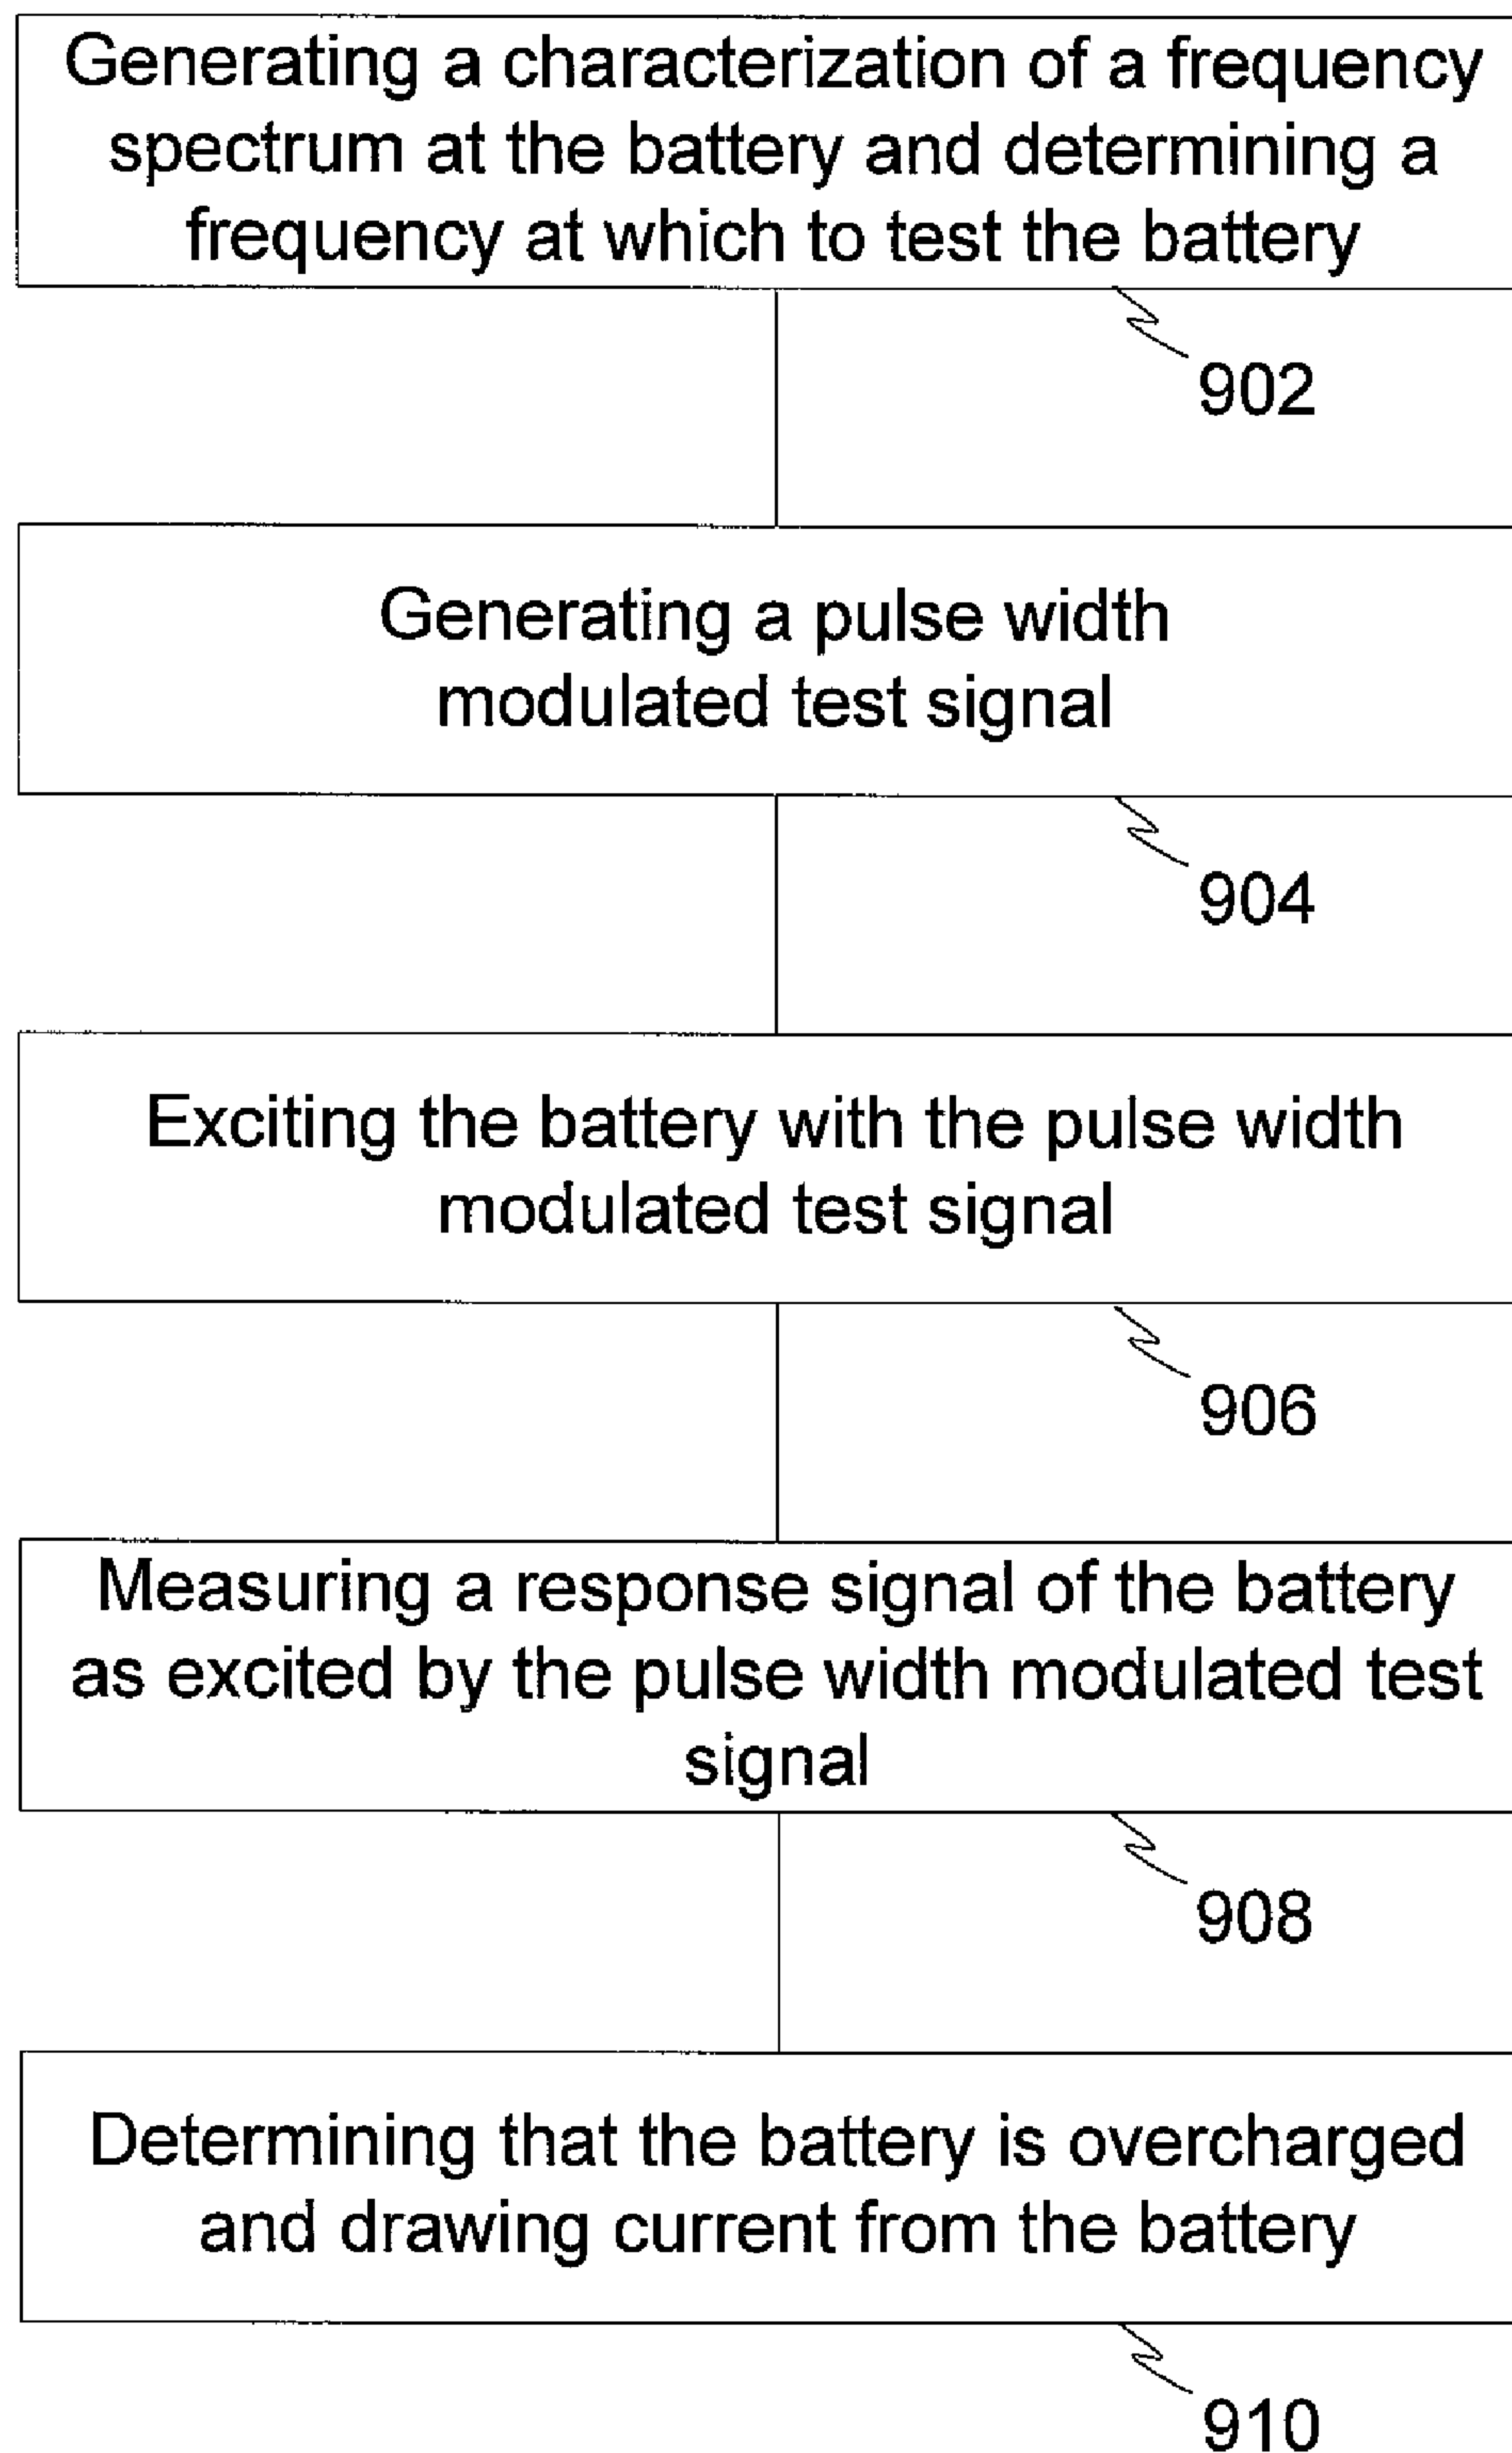 Generating a characterization of a frequency
spectrum at the battery and determining a
frequency at which to test the battery
902
Generating a pulse width
modulated test signal
904
Exciting the battery with the pulse width
modulated test signal
906
Measuring a response signal of the battery
as excited by the pulse width modulated test
signal
908
Determining that the battery is overcharged
and drawing current from the battery
910